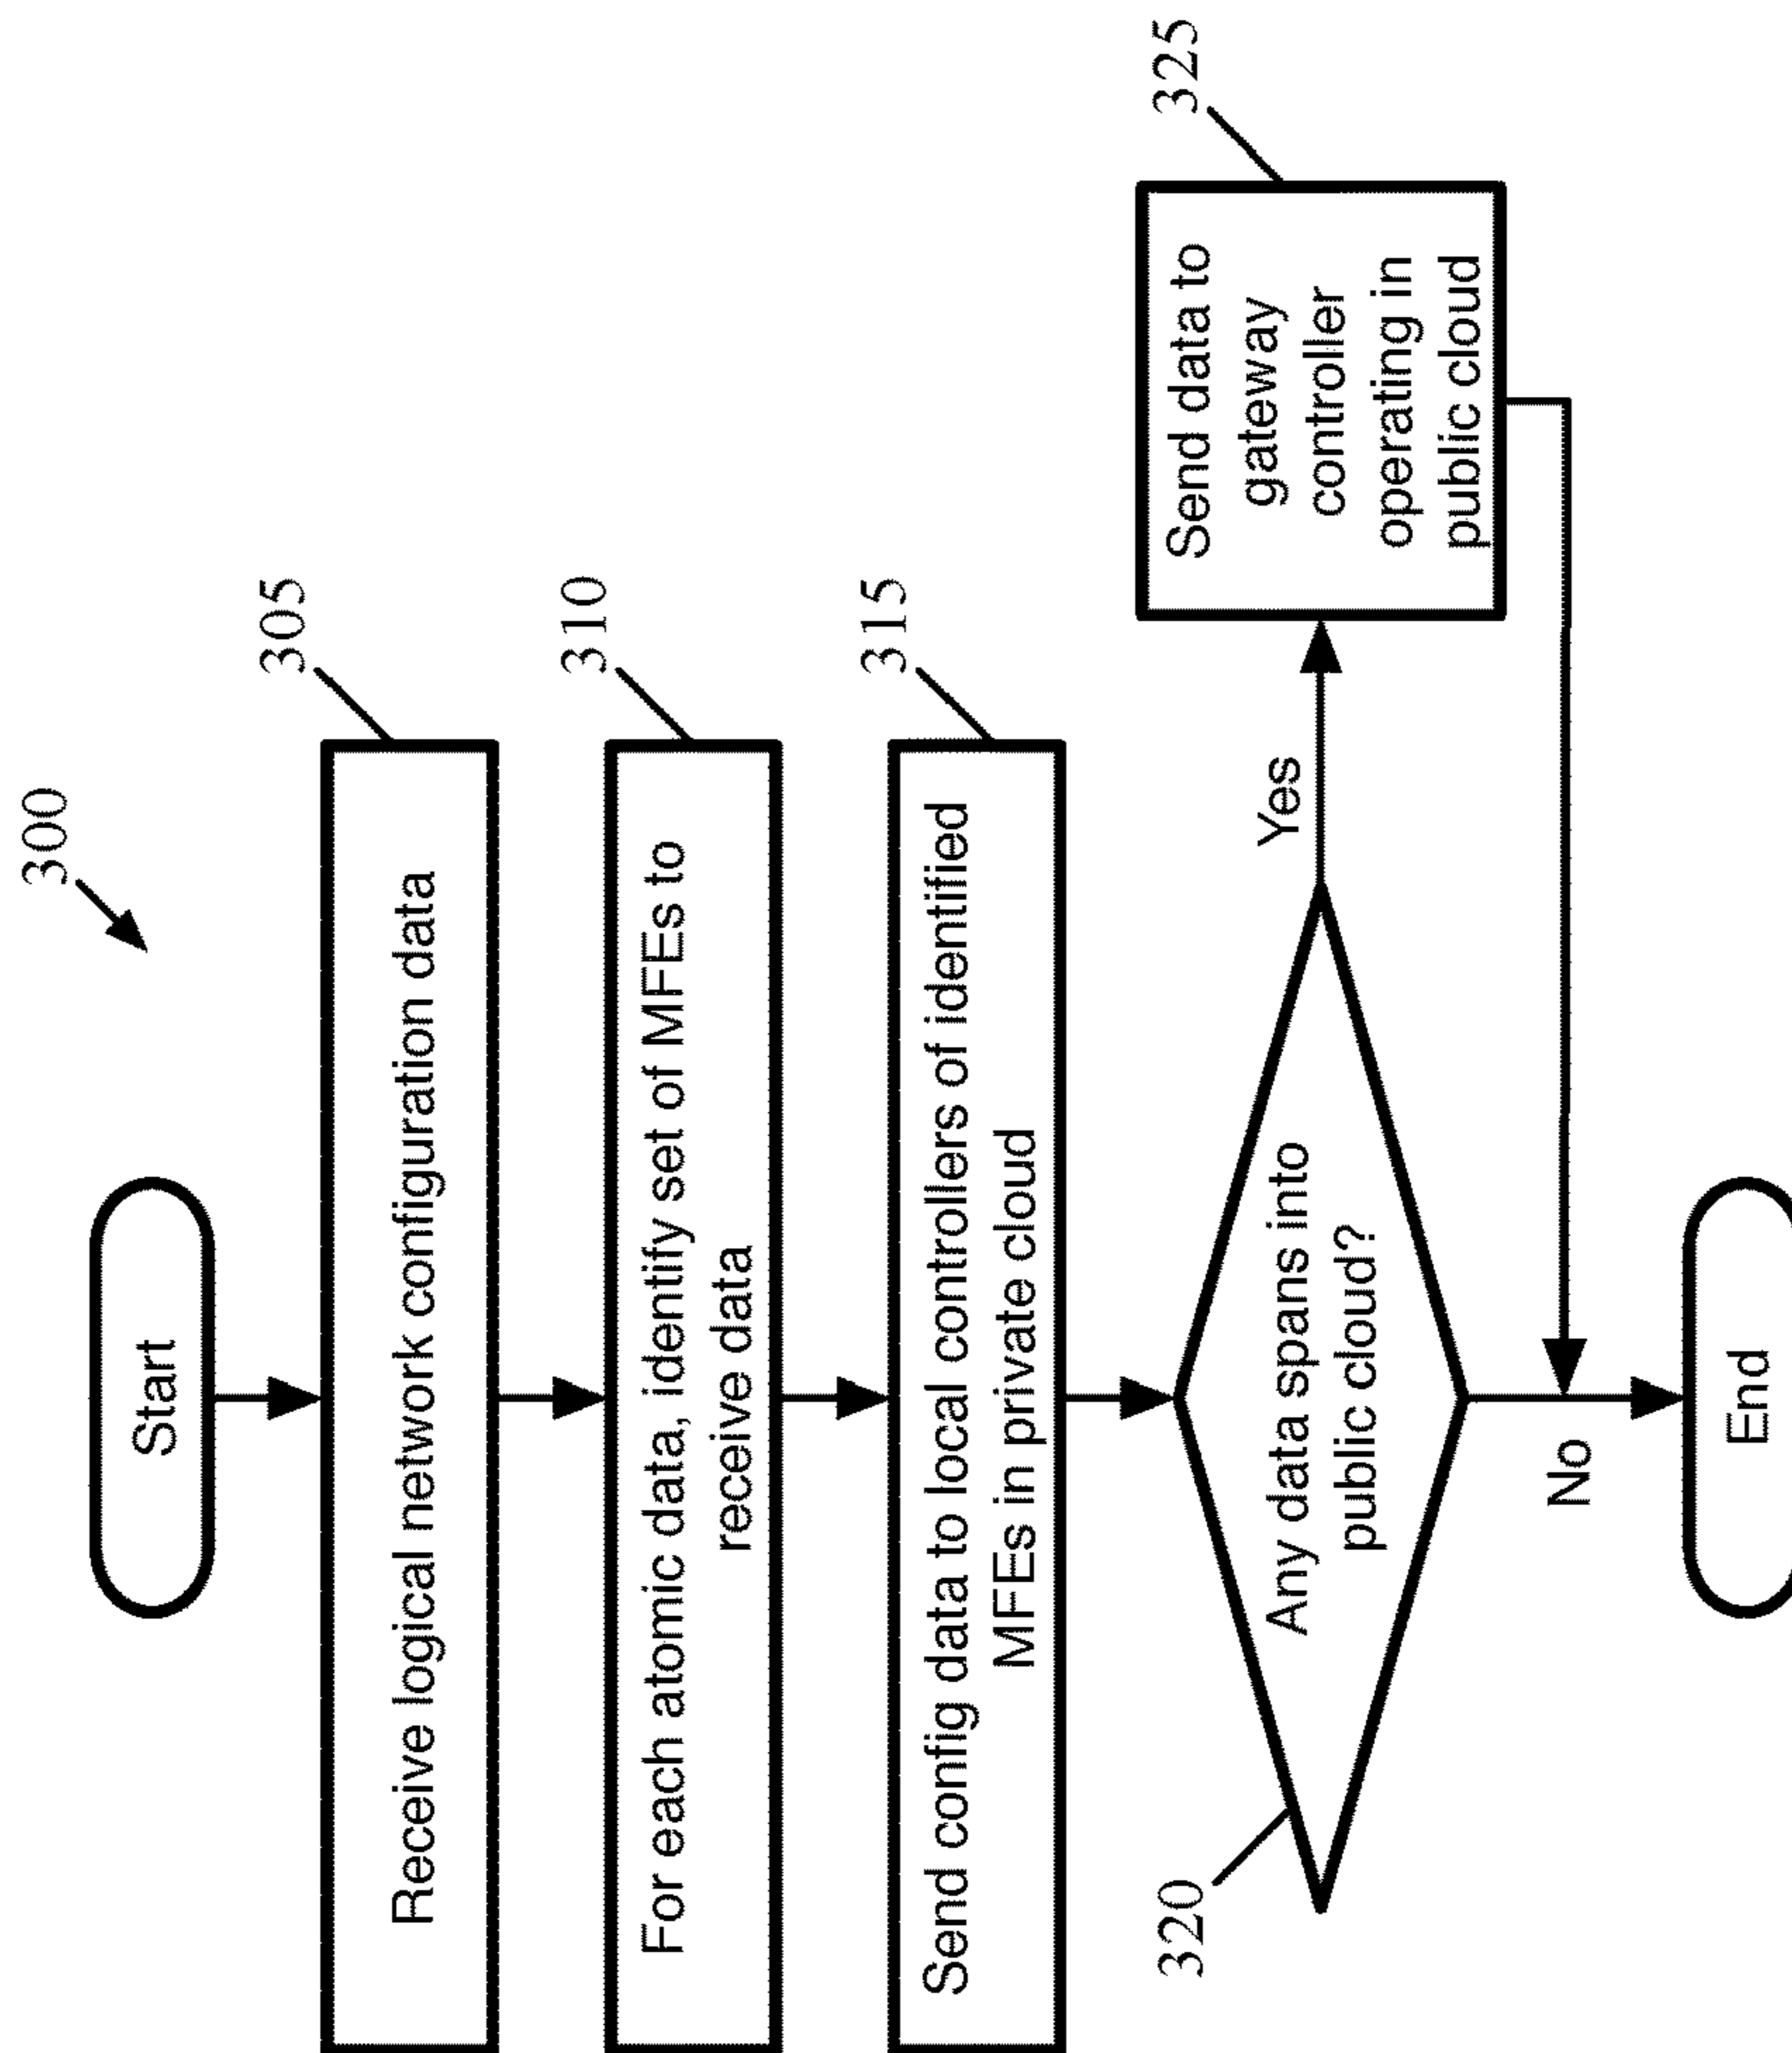 300
Start
305
Receive logical network configuration data
310
For each atomic data, identify set of MFEs to
receive data
315
Send config data to local controllers of identified
MFEs in private cloud
320
Any data spans into
public cloud?
Yes
325
Send data to
gateway
controller
operating in
public cloud
No
End